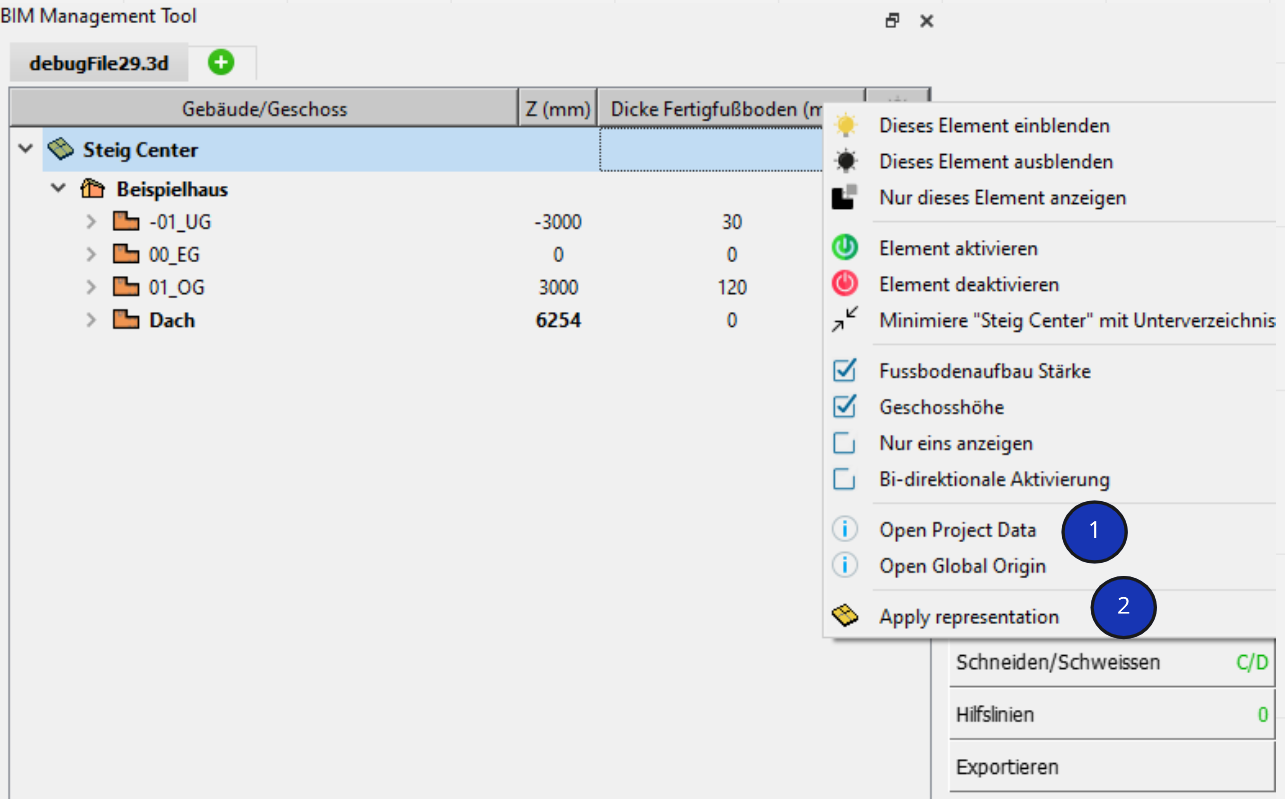 BIM Management Tool
debugFile29.3d
Gebäude/Geschoss Z (mm) Dicke Fertigfußboden (m
Steig Center
Beispielhaus
-01_UG -3000 30
00_EG 0 0
01_OG 3000 120
Dach 6254 0
Dieses Element einblenden
Dieses Element ausblenden
Nur dieses Element anzeigen
Element aktivieren
Element deaktivieren
Minimiere "Steig Center" mit Unterverzeichnis
Fussbodenaufbau Stärke
Geschosshöhe
Nur eins anzeigen
Bi-direktionale Aktivierung
Open Project Data 1
Open Global Origin
Apply representation 2
Schneiden/Schweissen C/D
Hilfslinien 0
Exportieren